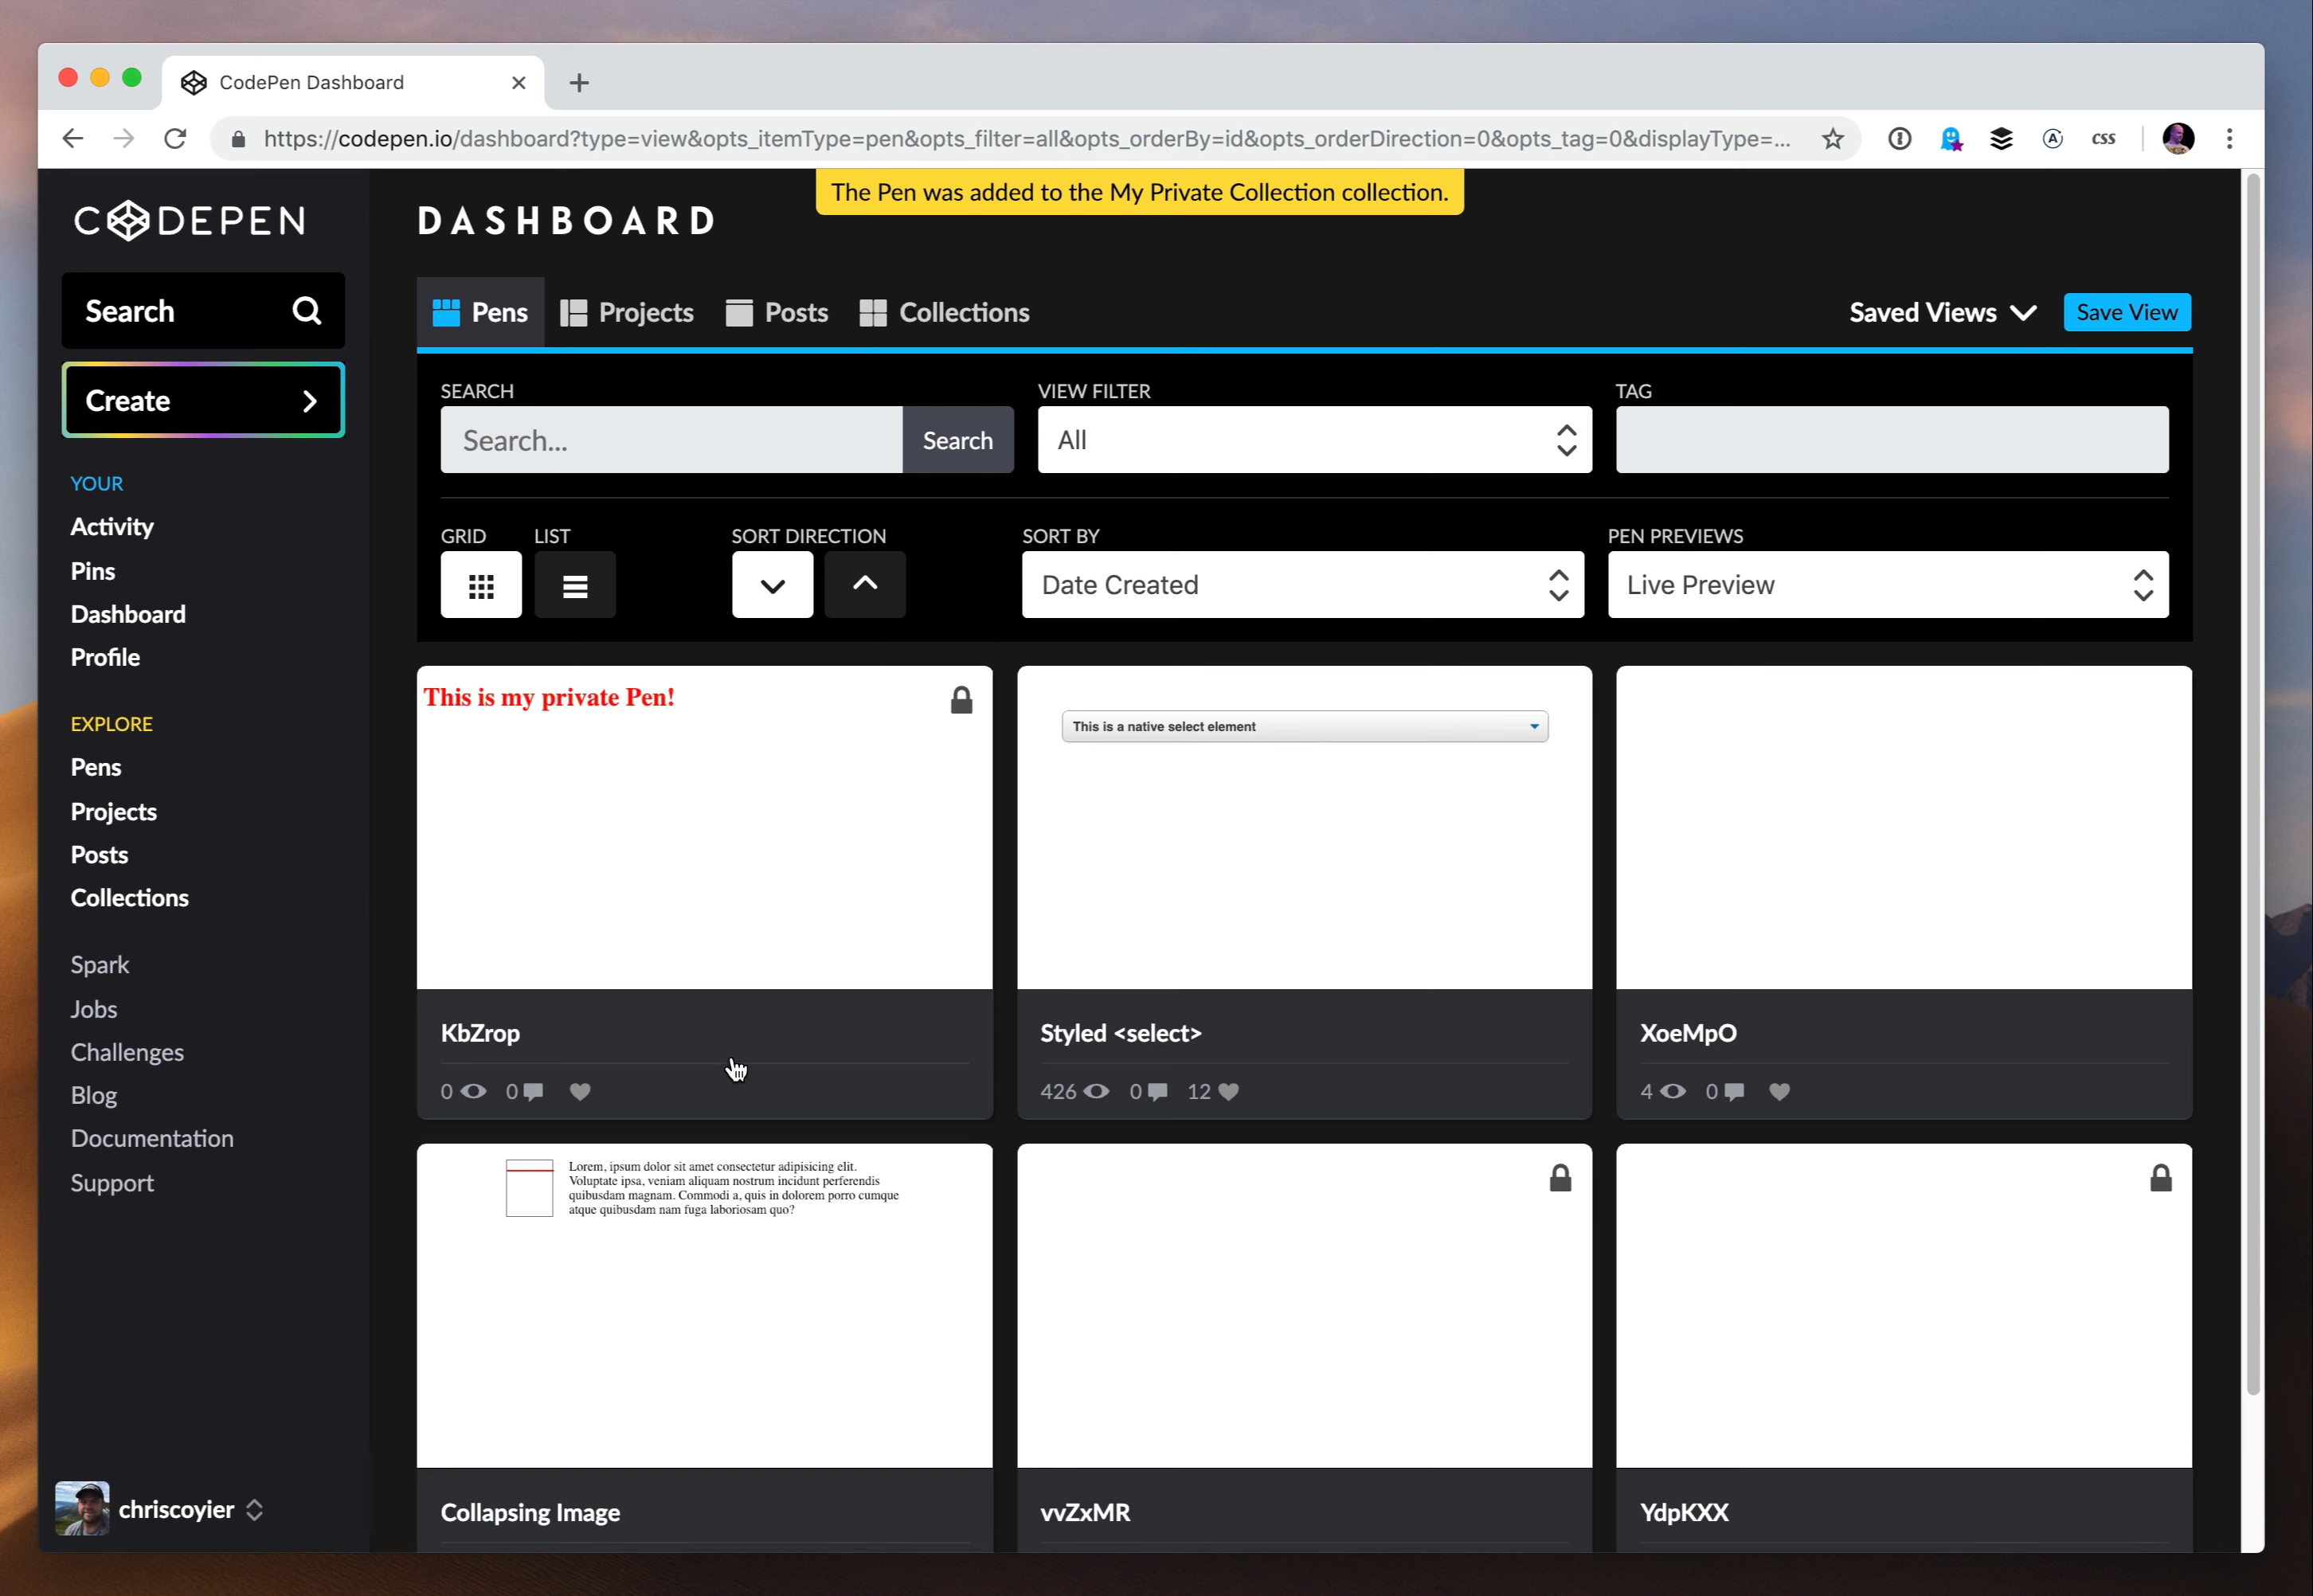 CodePen Dashboard
https://codepen.io/dashboard?type=view&opts_itemType=pen&opts_filter=all&opts_orderBy=id&opts_orderDirection=0&opts_tag=0&displayType=...
css
The Pen was added to the My Private Collection collection.
CODEPEN
DASHBOARD
Search
Create
YOUR
Activity
Pins
Dashboard
Profile
EXPLORE
Pens
Projects
Posts
Collections
Spark
Jobs
Challenges
Blog
Documentation
Support
chriscoyier
Pens Projects Posts Collections
Saved Views Save View
SEARCH VIEW FILTER TAG
Search... Search All
GRID LIST SORT DIRECTION SORT BY PEN PREVIEWS
Date Created Live Preview
This is my private Pen!
KbZrop
0 0
This is a native select element
Styled <select>
426 0 12
XoeMpO
4 0
Lorem, ipsum dolor sit amet consectetur adipisicing elit.
Voluptate ipsa, veniam aliquam nostrum incidunt perferendis
quibusdam magnam. Commodi a, quis in dolorem porro cumque
atque quibusdam nam fuga laboriosam quo?
Collapsing Image
vvZxMR
YdpKXX